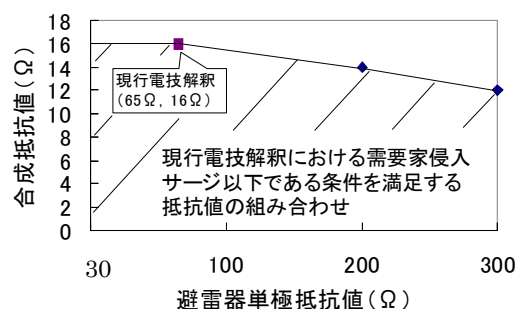 合成抵抗値(Ω)
18
16
14
12
10
8
6
4
2
0
現行電技解釈
(65Ω, 16Ω)
現行電技解釈における需要家侵入
サージ以下である条件を満足する
抵抗値の組み合わせ
30
100
200
300
避雷器単極抵抗値(Ω)